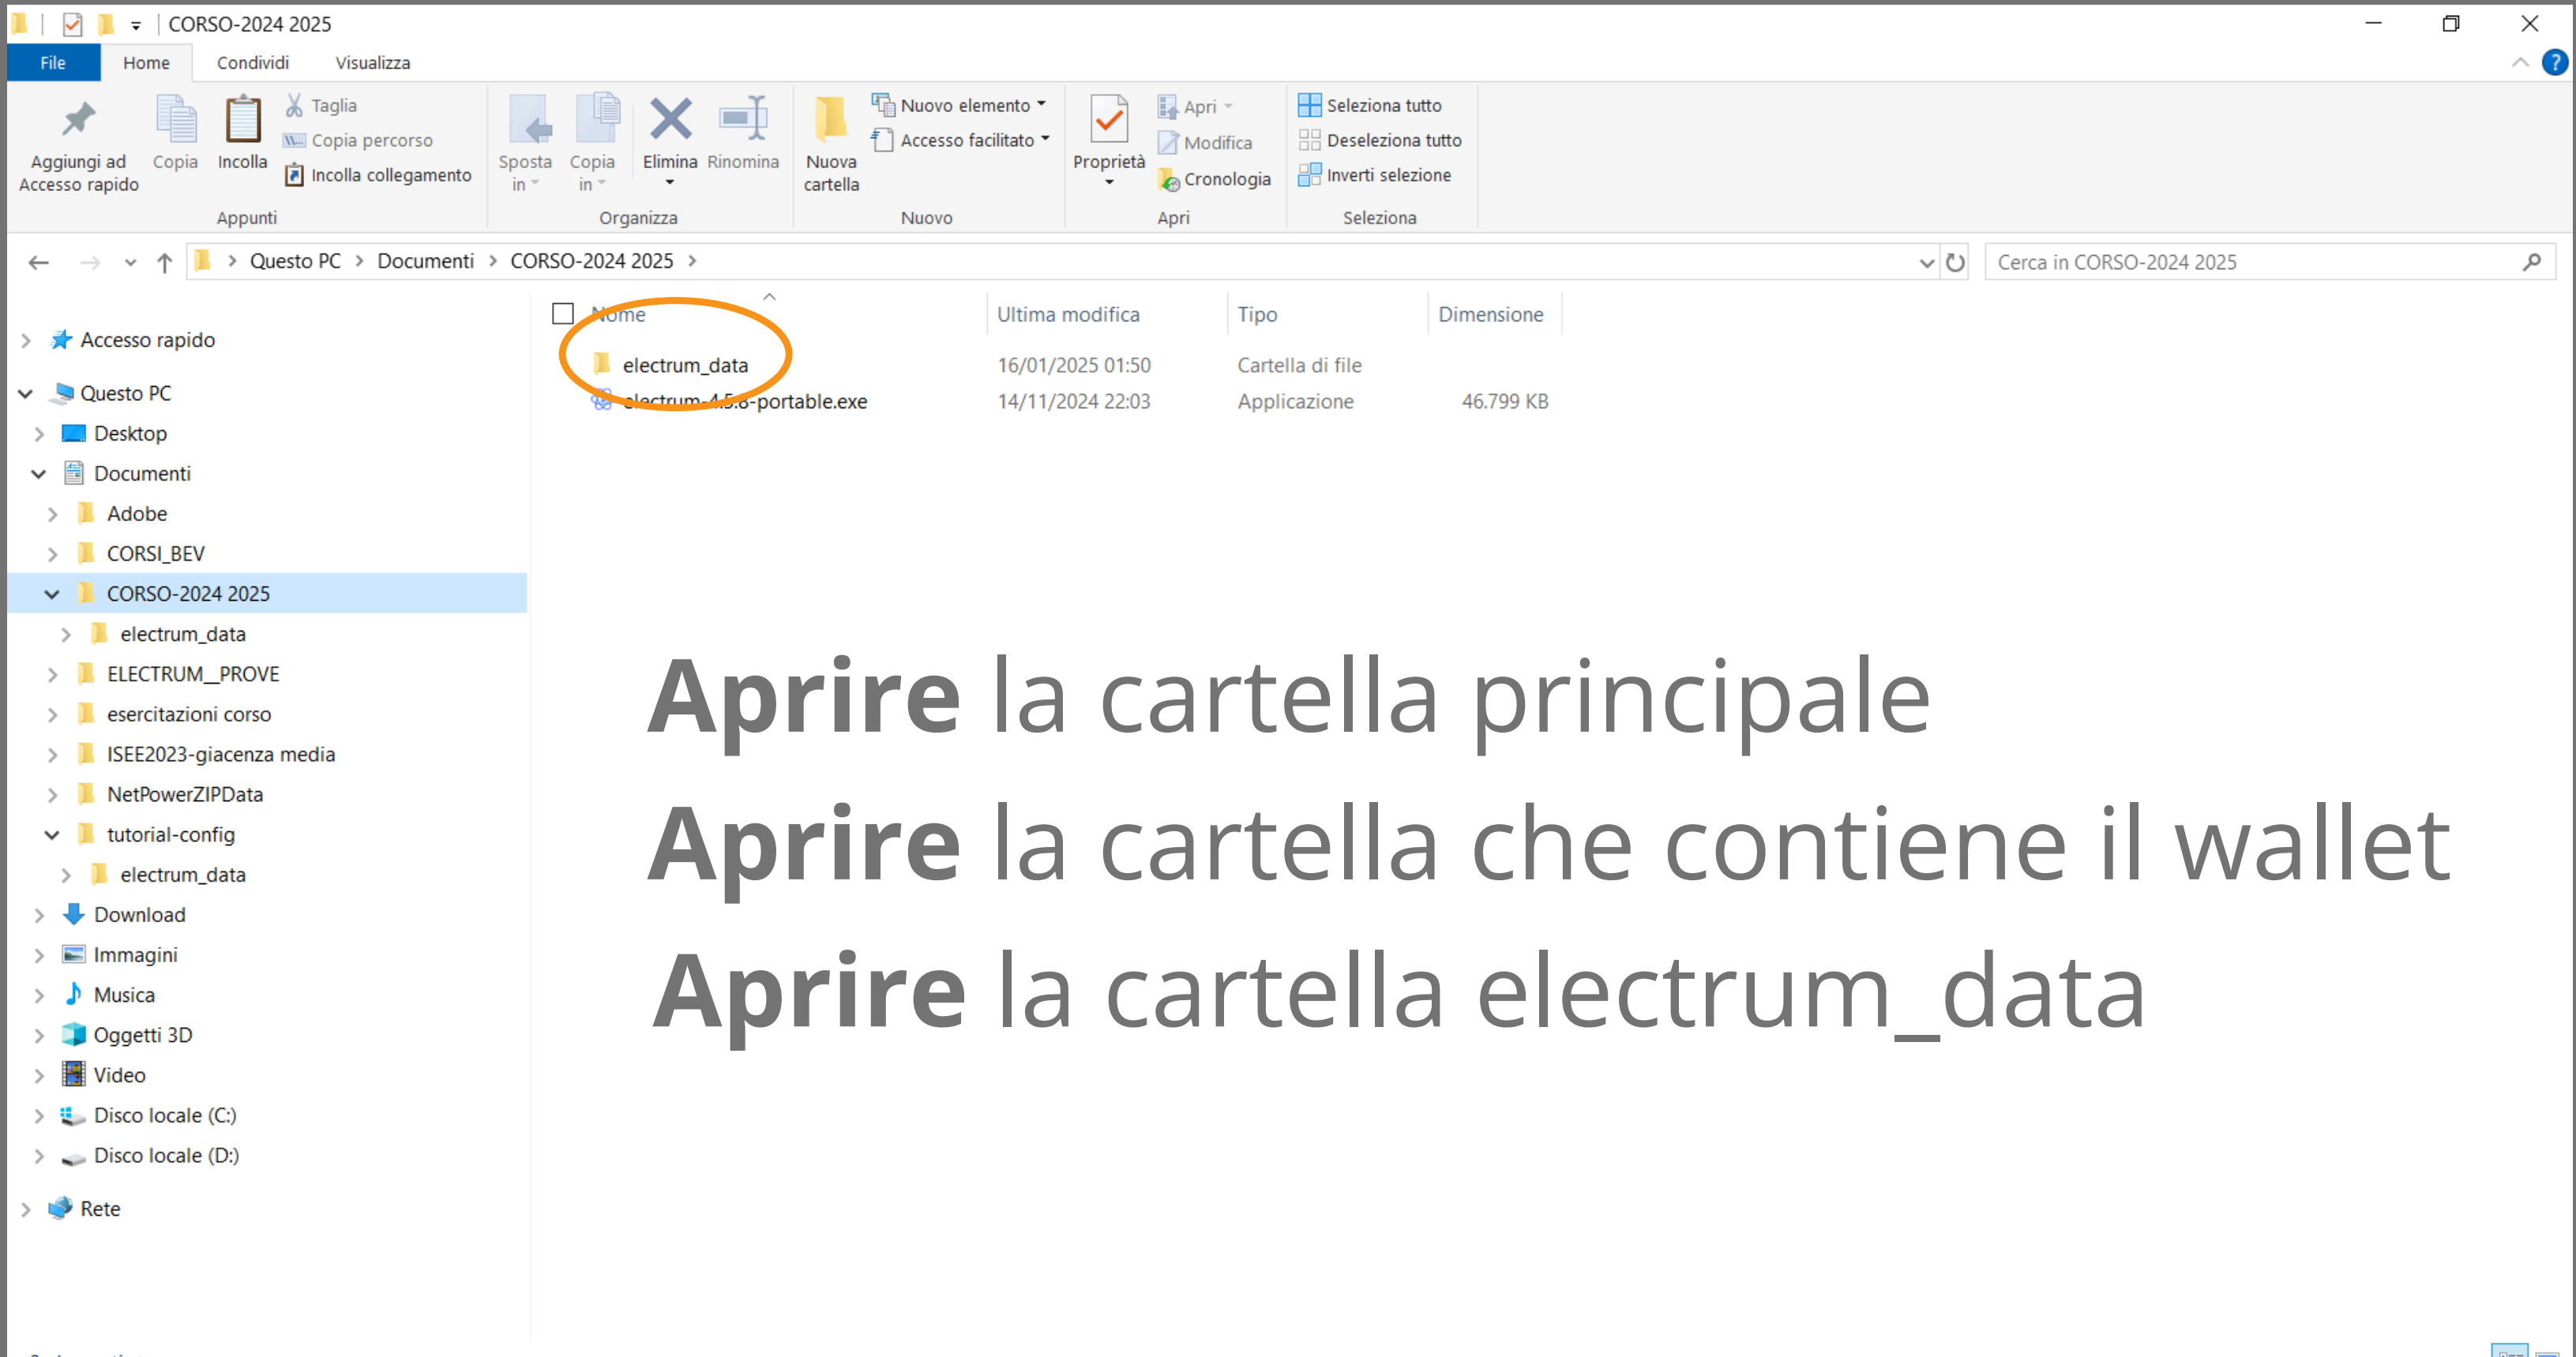 CORSO-2024 2025
File Home Condividi Visualizza
Aggiungi ad Accesso rapido
Copia
Incolla
Taglia
Copia percorso
Incolla collegamento
Appunti
Sposta in
Copia in
Elimina
Rinomina
Organizza
Nuova cartella
Nuovo elemento
Accesso facilitato
Nuovo
Proprietà
Apri
Modifica
Cronologia
Apri
Seleziona tutto
Deseleziona tutto
Inverti selezione
Seleziona
Questo PC > Documenti > CORSO-2024 2025 >
Cerca in CORSO-2024 2025
Accesso rapido
Questo PC
Desktop
Documenti
Adobe
CORSI_BEV
CORSO-2024 2025
electrum_data
ELECTRUM__PROVE
esercitazioni corso
ISEE2023-giacenza media
NetPowerZIPData
tutorial-config
electrum_data
Download
Immagini
Musica
Oggetti 3D
Video
Disco locale (C:)
Disco locale (D:)
Rete
Nome Ultima modifica Tipo Dimensione
electrum_data 16/01/2025 01:50 Cartella di file
electrum-4.5.8-portable.exe 14/11/2024 22:03 Applicazione 46.799 KB
Aprire la cartella principale
Aprire la cartella che contiene il wallet
Aprire la cartella electrum_data